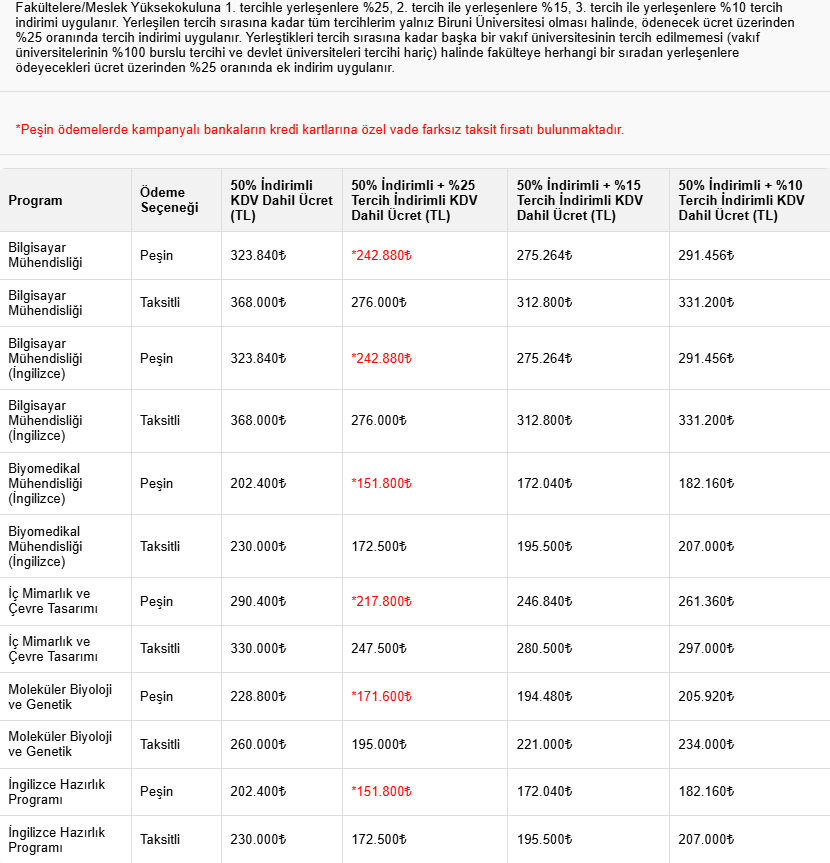 Fakültelere/Meslek Yüksekokuluna 1. tercihle yerleşenlere %25, 2. tercih ile yerleşenlere %15, 3. tercih ile yerleşenlere %10 tercih
indirimi uygulanır. Yerleşilen tercih sırasına kadar tüm tercihlerim yalnız Biruni Üniversitesi olması halinde, ödenecek ücret üzerinden
%25 oranında tercih indirimi uygulanır. Yerleştikleri tercih sırasına kadar başka bir vakıf üniversitesinin tercih edilmemesi (vakıf
üniversitelerinin %100 burslu tercihi ve devlet üniversiteleri tercihi hariç) halinde fakülteye herhangi bir sıradan yerleşenlere
ödeyecekleri ücret üzerinden %25 oranında ek indirim uygulanır.
*Peşin ödemelerde kampanyalı bankaların kredi kartlarına özel vade farksız taksit fırsatı bulunmaktadır.
Program Ödeme Seçeneği 50% İndirimli KDV Dahil Ücret (TL) 50% İndirimli + %25 Tercih İndirimli KDV Dahil Ücret (TL) 50% İndirimli + %15 Tercih İndirimli KDV Dahil Ücret (TL) 50% İndirimli + %10 Tercih İndirimli KDV Dahil Ücret (TL)
Bilgisayar Mühendisliği Peşin 323.840₺ *242.880₺ 275.264₺ 291.456₺
Bilgisayar Mühendisliği Taksitli 368.000₺ 276.000₺ 312.800₺ 331.200₺
Bilgisayar Mühendisliği (İngilizce) Peşin 323.840₺ *242.880₺ 275.264₺ 291.456₺
Bilgisayar Mühendisliği (İngilizce) Taksitli 368.000₺ 276.000₺ 312.800₺ 331.200₺
Biyomedikal Mühendisliği (İngilizce) Peşin 202.400₺ *151.800₺ 172.040₺ 182.160₺
Biyomedikal Mühendisliği (İngilizce) Taksitli 230.000₺ 172.500₺ 195.500₺ 207.000₺
İç Mimarlık ve Çevre Tasarımı Peşin 290.400₺ *217.800₺ 246.840₺ 261.360₺
İç Mimarlık ve Çevre Tasarımı Taksitli 330.000₺ 247.500₺ 280.500₺ 297.000₺
Moleküler Biyoloji ve Genetik Peşin 228.800₺ *171.600₺ 194.480₺ 205.920₺
Moleküler Biyoloji ve Genetik Taksitli 260.000₺ 195.000₺ 221.000₺ 234.000₺
İngilizce Hazırlık Programı Peşin 202.400₺ *151.800₺ 172.040₺ 182.160₺
İngilizce Hazırlık Programı Taksitli 230.000₺ 172.500₺ 195.500₺ 207.000₺